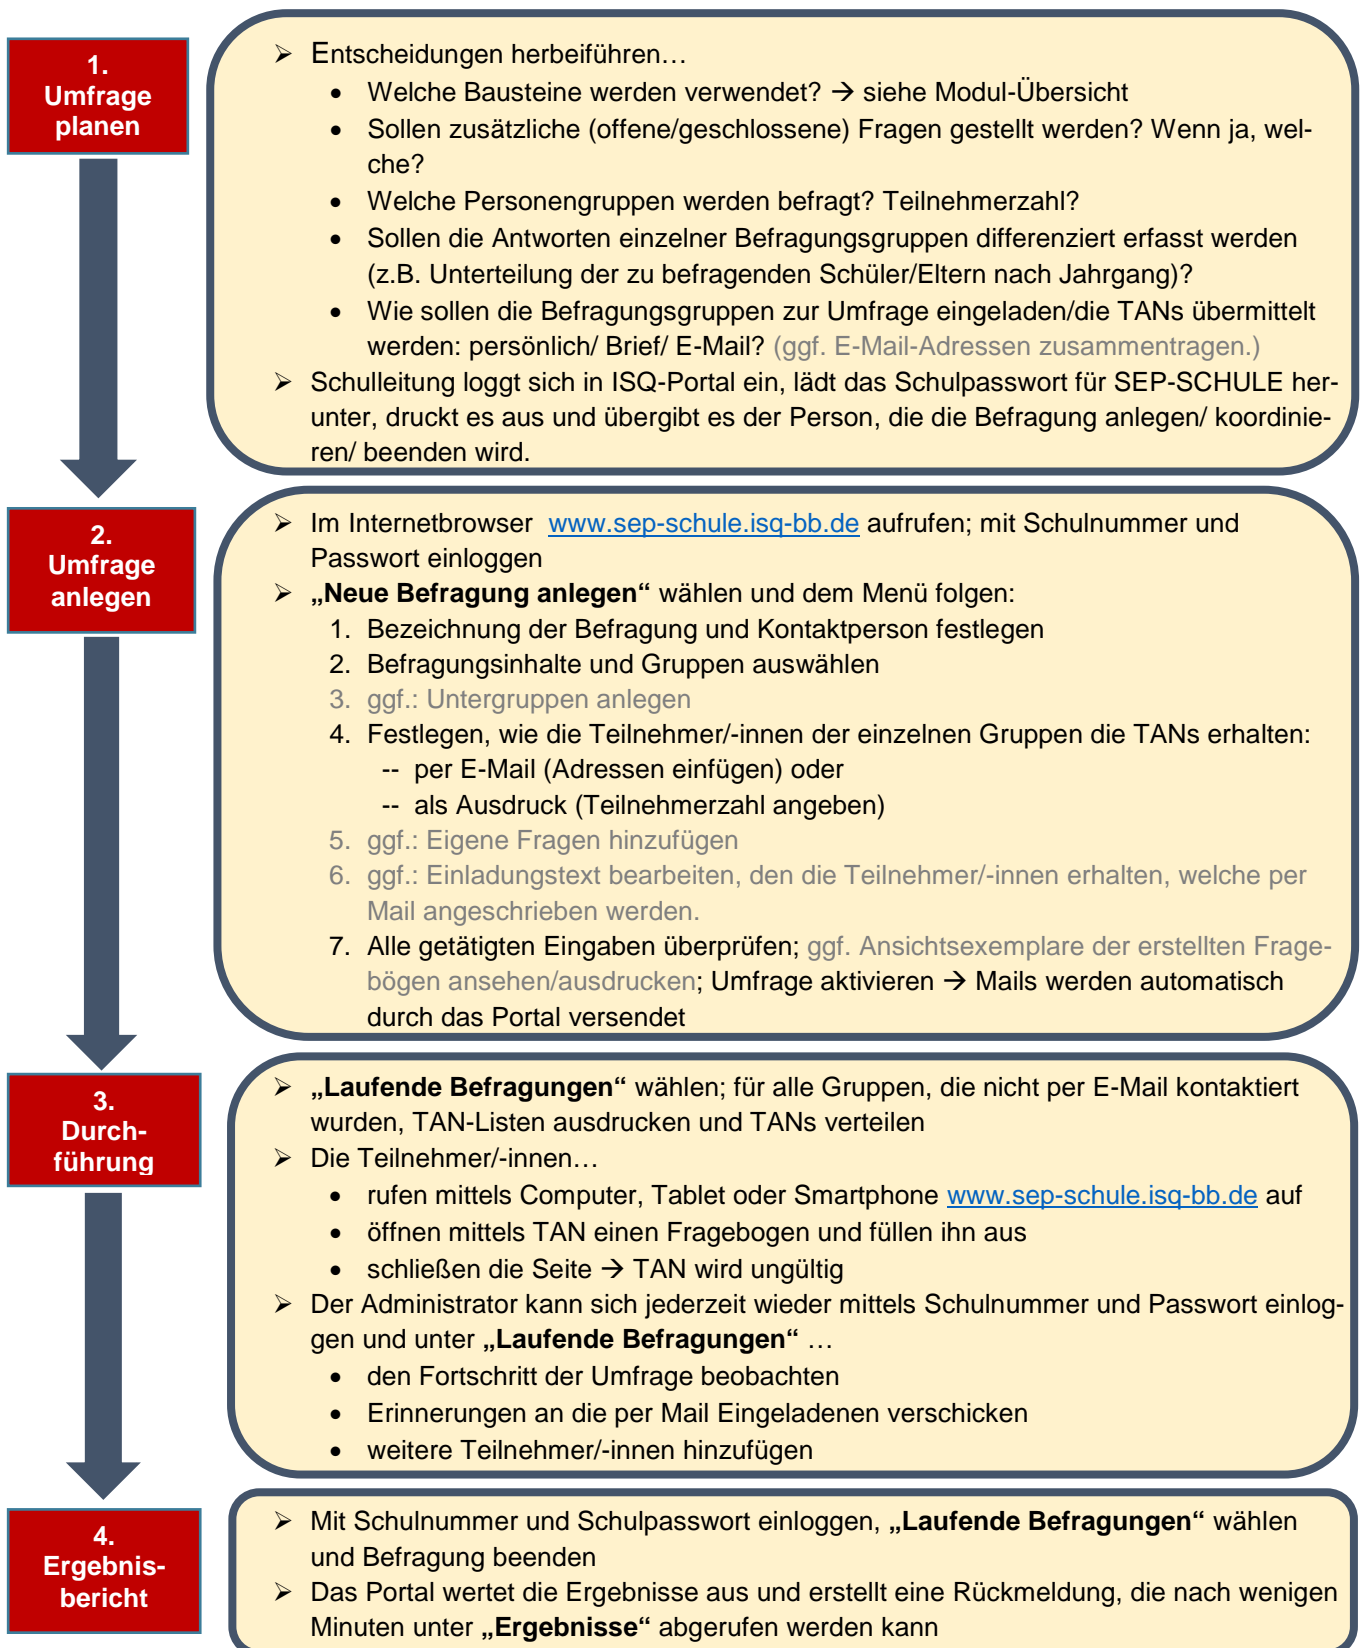 1.
Umfrage
planen
➢ Entscheidungen herbeiführen…
• Welche Bausteine werden verwendet? → siehe Modul-Übersicht
• Sollen zusätzliche (offene/geschlossene) Fragen gestellt werden? Wenn ja, wel-
che?
• Welche Personengruppen werden befragt? Teilnehmerzahl?
• Sollen die Antworten einzelner Befragungsgruppen differenziert erfasst werden
(z.B. Unterteilung der zu befragenden Schüler/Eltern nach Jahrgang)?
• Wie sollen die Befragungsgruppen zur Umfrage eingeladen/die TANs übermittelt
werden: persönlich/ Brief/ E-Mail? (ggf. E-Mail-Adressen zusammentragen.)
➢ Schulleitung loggt sich in ISQ-Portal ein, lädt das Schulpasswort für SEP-SCHULE her-
unter, druckt es aus und übergibt es der Person, die die Befragung anlegen/ koordinie-
ren/ beenden wird.
2.
Umfrage
anlegen
➢ Im Internetbrowser www.sep-schule.isq-bb.de aufrufen; mit Schulnummer und
Passwort einloggen
➢ „Neue Befragung anlegen“ wählen und dem Menü folgen:
1. Bezeichnung der Befragung und Kontaktperson festlegen
2. Befragungsinhalte und Gruppen auswählen
3. ggf.: Untergruppen anlegen
4. Festlegen, wie die Teilnehmer/-innen der einzelnen Gruppen die TANs erhalten:
-- per E-Mail (Adressen einfügen) oder
-- als Ausdruck (Teilnehmerzahl angeben)
5. ggf.: Eigene Fragen hinzufügen
6. ggf.: Einladungstext bearbeiten, den die Teilnehmer/-innen erhalten, welche per
Mail angeschrieben werden.
7. Alle getätigten Eingaben überprüfen; ggf. Ansichtsexemplare der erstellten Frage-
bögen ansehen/ausdrucken; Umfrage aktivieren → Mails werden automatisch
durch das Portal versendet
3.
Durch-
führung
➢ „Laufende Befragungen“ wählen; für alle Gruppen, die nicht per E-Mail kontaktiert
wurden, TAN-Listen ausdrucken und TANs verteilen
➢ Die Teilnehmer/-innen…
• rufen mittels Computer, Tablet oder Smartphone www.sep-schule.isq-bb.de auf
• öffnen mittels TAN einen Fragebogen und füllen ihn aus
• schließen die Seite → TAN wird ungültig
➢ Der Administrator kann sich jederzeit wieder mittels Schulnummer und Passwort einlog-
gen und unter „Laufende Befragungen“ …
• den Fortschritt der Umfrage beobachten
• Erinnerungen an die per Mail Eingeladenen verschicken
• weitere Teilnehmer/-innen hinzufügen
4.
Ergebnis-
bericht
➢ Mit Schulnummer und Schulpasswort einloggen, „Laufende Befragungen“ wählen
und Befragung beenden
➢ Das Portal wertet die Ergebnisse aus und erstellt eine Rückmeldung, die nach wenigen
Minuten unter „Ergebnisse“ abgerufen werden kann